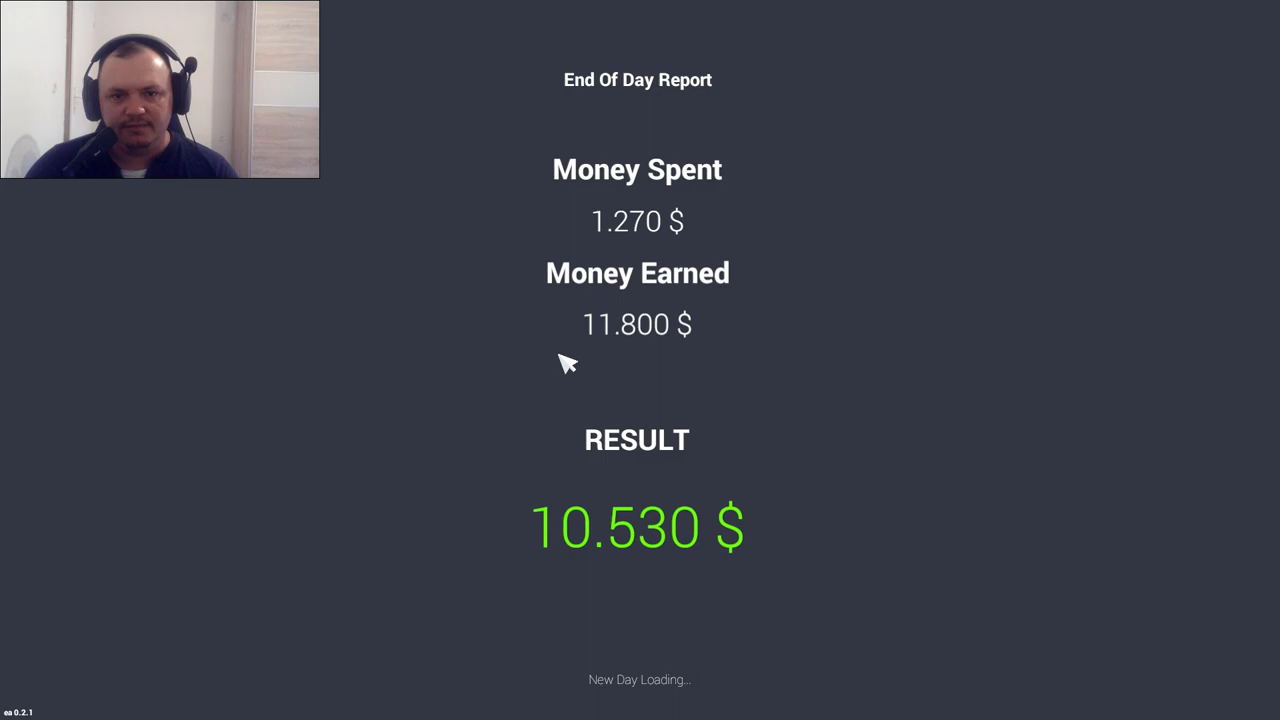 End Of Day Report
Money Spent
1.270 $
Money Earned
11.800 $
RESULT
10.530 $
New Day Loading...
ea 0.2.1